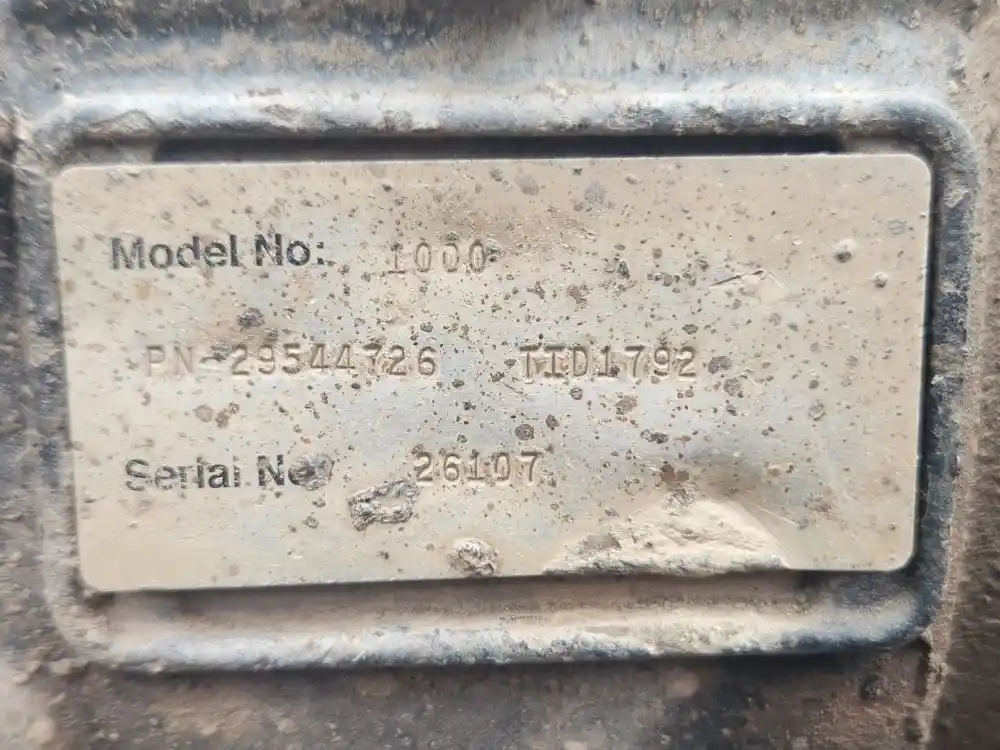 Model No: 1000
PN-29544726 TID1792
Serial No 26107